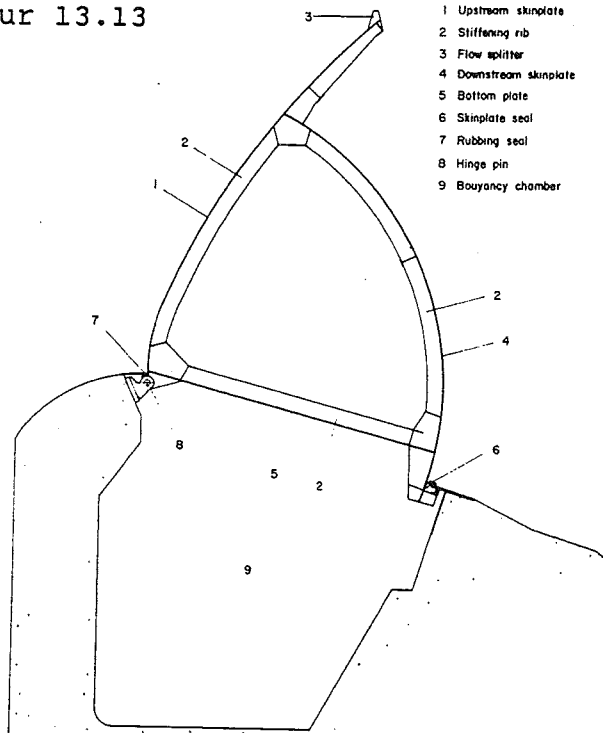 ur 13.13
1 Upstream skinplate
2 Stiffening rib
3 Flow splitter
4 Downstream skinplate
5 Bottom plate
6 Skinplate seal
7 Rubbing seal
8 Hinge pin
9 Bouyancy chamber
3
2
1
2
4
7
8
6
5
2
9